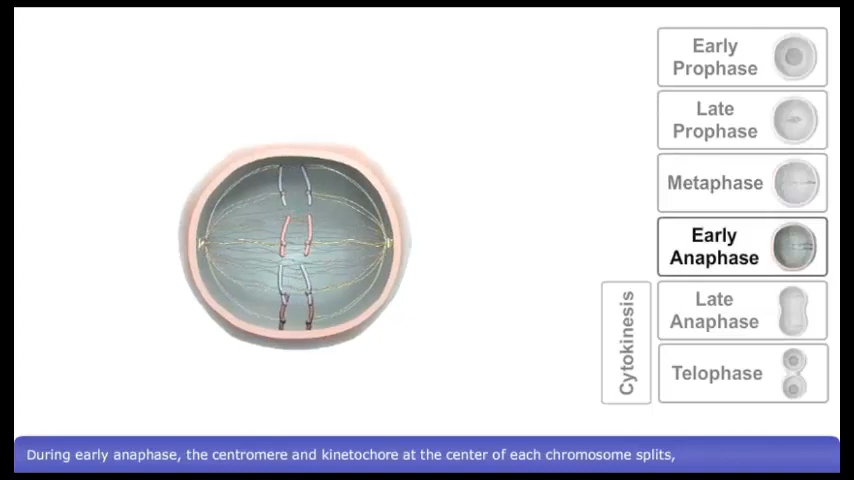 Early
Prophase
Late
Prophase
Metaphase
Early
Anaphase
Late
Anaphase
Cytokinesis
Telophase
During early anaphase, the centromere and kinetochore at the center of each chromosome splits,